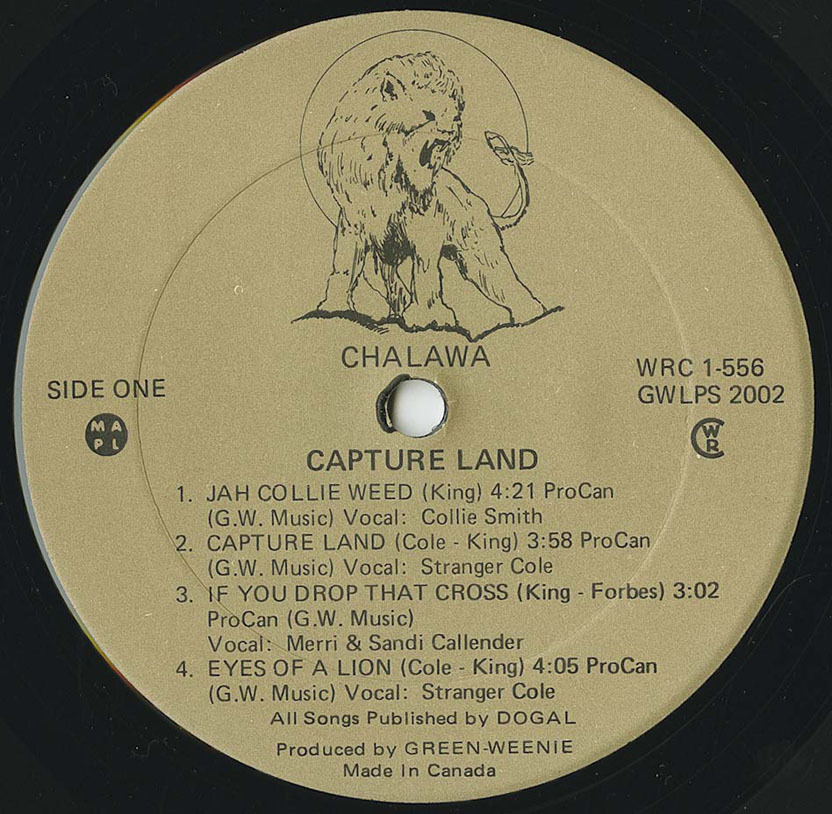 CHALAWA
SIDE ONE
WRC 1-556
GWLPS 2002
M A
P L
WRC
CAPTURE LAND
1. JAH COLLIE WEED (King) 4:21 ProCan
(G.W. Music) Vocal: Collie Smith
2. CAPTURE LAND (Cole - King) 3:58 ProCan
(G.W. Music) Vocal: Stranger Cole
3. IF YOU DROP THAT CROSS (King - Forbes) 3:02
ProCan (G.W. Music)
Vocal: Merri & Sandi Callender
4. EYES OF A LION (Cole - King) 4:05 ProCan
(G.W. Music) Vocal: Stranger Cole
All Songs Published by DOGAL
Produced by GREEN-WEENIE
Made In Canada